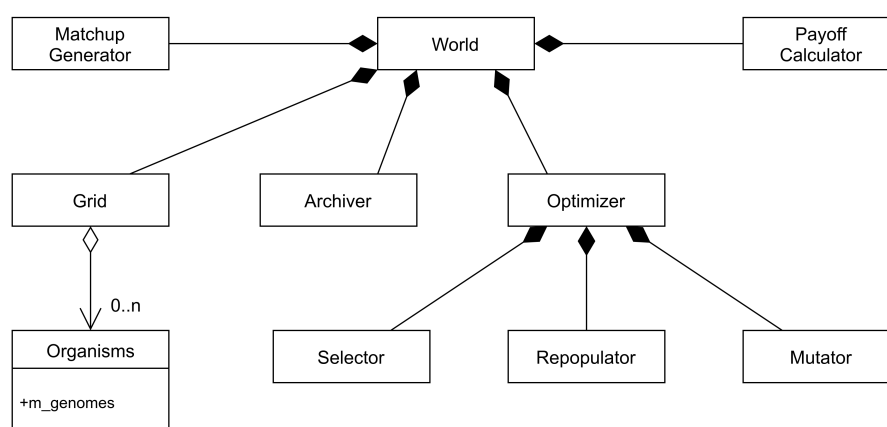 Matchup
Generator
World
Payoff
Calculator
Grid
Archiver
Optimizer
0..n
Organisms
+m_genomes
Selector
Repopulator
Mutator